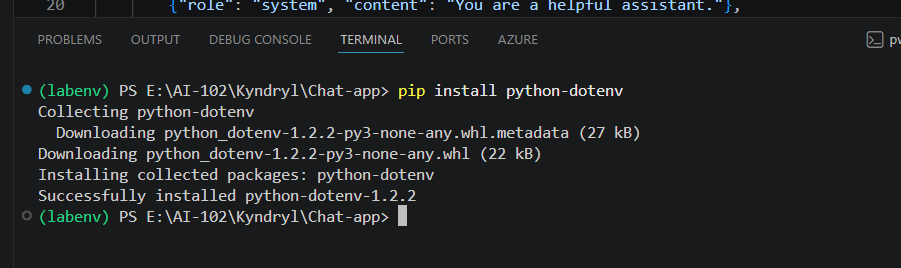 20 {"role": "system", "content": "You are a helpful assistant."},
PROBLEMS OUTPUT DEBUG CONSOLE TERMINAL PORTS AZURE
(labenv) PS E:\AI-102\Kyndryl\Chat-app> pip install python-dotenv
Collecting python-dotenv
  Downloading python_dotenv-1.2.2-py3-none-any.whl.metadata (27 kB)
Downloading python_dotenv-1.2.2-py3-none-any.whl (22 kB)
Installing collected packages: python-dotenv
Successfully installed python-dotenv-1.2.2
(labenv) PS E:\AI-102\Kyndryl\Chat-app>